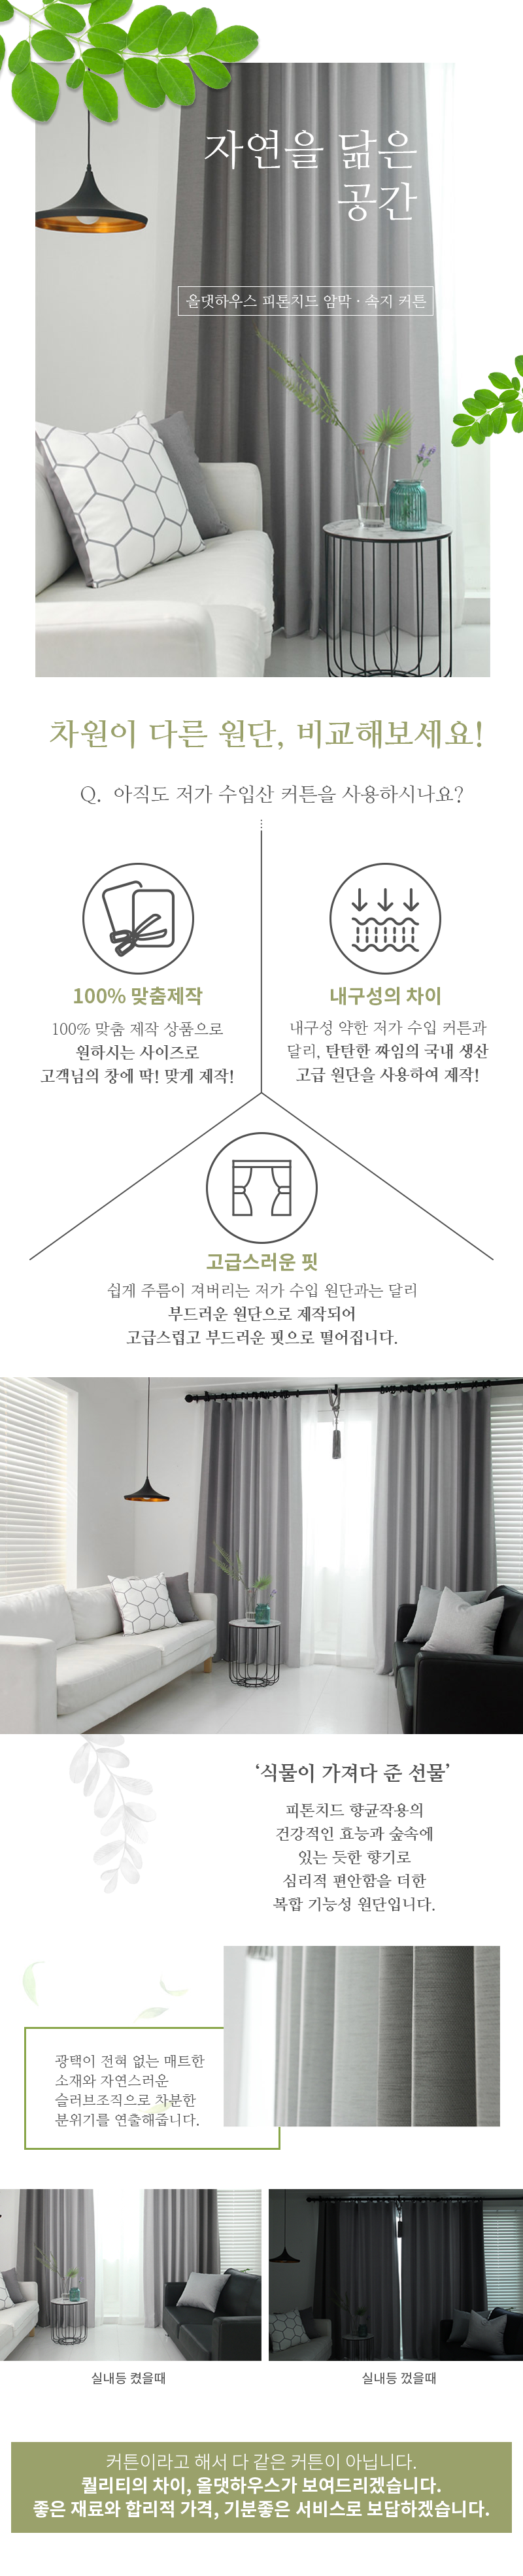 자연을 닮은
공간
올댓하우스 피톤치드 암막 · 속지 커튼
차원이 다른 원단, 비교해보세요!
Q. 아직도 저가 수입산 커튼을 사용하시나요?
100% 맞춤제작
100% 맞춤 제작 상품으로
원하시는 사이즈로
고객님의 창에 딱! 맞게 제작!
내구성의 차이
내구성 약한 저가 수입 커튼과
달리, 탄탄한 짜임의 국내 생산
고급 원단을 사용하여 제작!
고급스러운 핏
쉽게 주름이 져버리는 저가 수입 원단과는 달리
부드러운 원단으로 제작되어
고급스럽고 부드러운 핏으로 떨어집니다.
‘식물이 가져다 준 선물’
피톤치드 향균작용의
건강적인 효능과 숲속에
있는 듯한 향기로
심리적 편안함을 더한
복합 기능성 원단입니다.
광택이 전혀 없는 매트한
소재와 자연스러운
슬러브조직으로 차분한
분위기를 연출해줍니다.
실내등 켰을때
실내등 껐을때
커튼이라고 해서 다 같은 커튼이 아닙니다.
퀄리티의 차이, 올댓하우스가 보여드리겠습니다.
좋은 재료와 합리적 가격, 기분좋은 서비스로 보답하겠습니다.